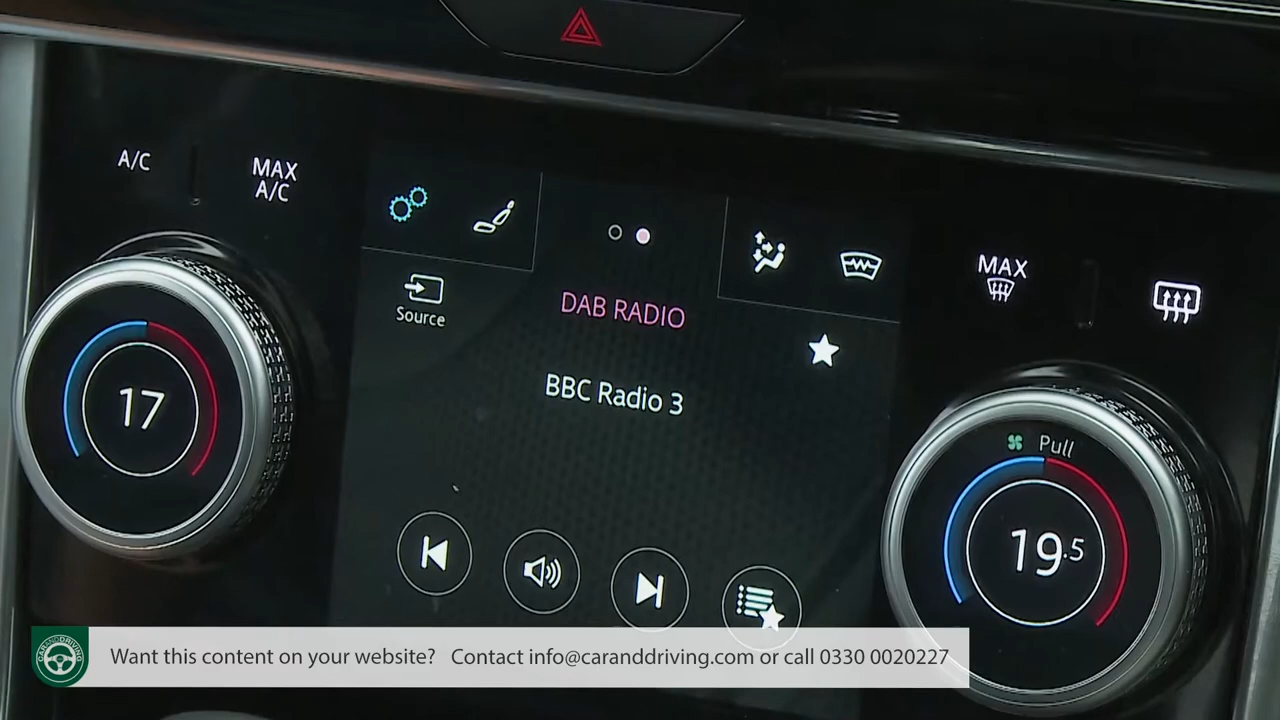 A/C
MAX
A/C
Source
DAB RADIO
BBC Radio 3
MAX
17
Pull
19.5
CARANDDRIVING
Want this content on your website? Contact info@caranddriving.com or call 0330 0020227